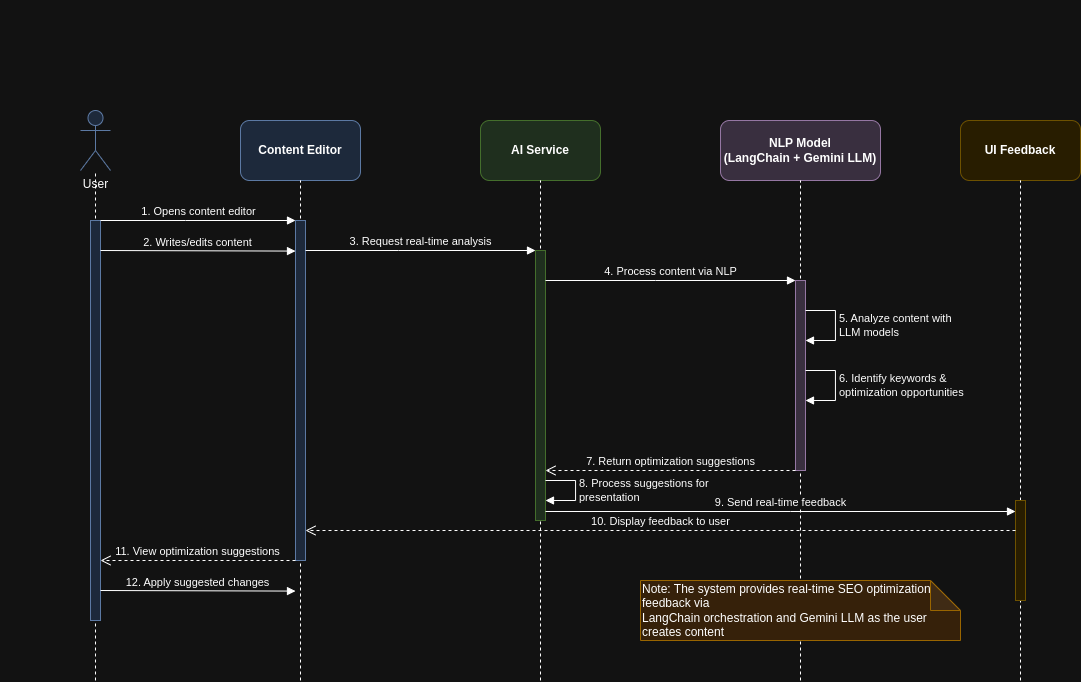 Content Editor
AI Service
NLP Model
(LangChain + Gemini LLM)
UI Feedback
User
1. Opens content editor
2. Writes/edits content
3. Request real-time analysis
4. Process content via NLP
5. Analyze content with
LLM models
6. Identify keywords &
optimization opportunities
7. Return optimization suggestions
8. Process suggestions for
presentation
9. Send real-time feedback
10. Display feedback to user
11. View optimization suggestions
12. Apply suggested changes
Note: The system provides real-time SEO optimization
feedback via
LangChain orchestration and Gemini LLM as the user
creates content